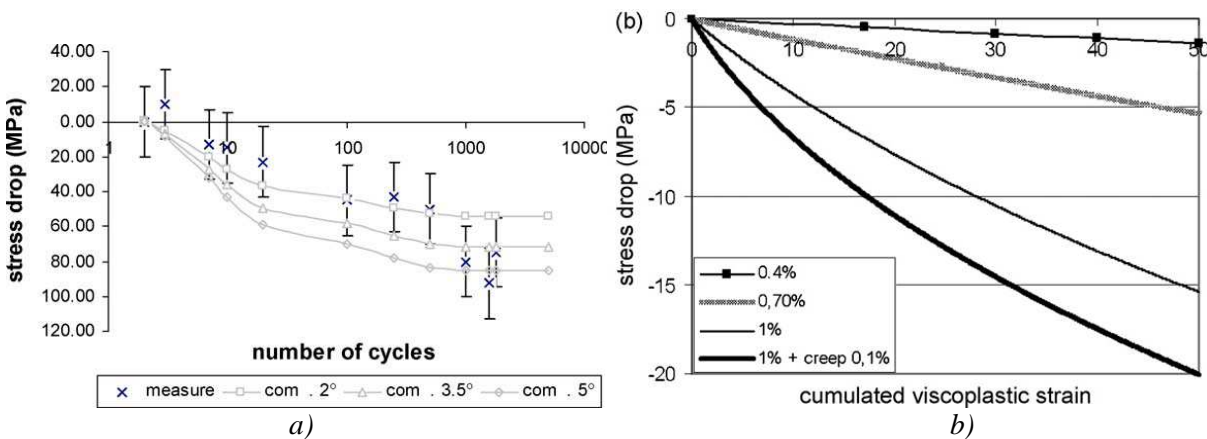 40.00
20.00
0.00
20.00
40.00
60.00
80.00
100.00
120.00
stress drop (MPa)
1
10
100
1000
10000
number of cycles
measure
com . 2°
com . 3.5°
com . 5°
a)
(b)
0
-5
-10
-15
-20
stress drop (MPa)
0
10
20
30
40
50
0.4%
0,70%
1%
1% + creep 0,1%
cumulated viscoplastic strain
b)